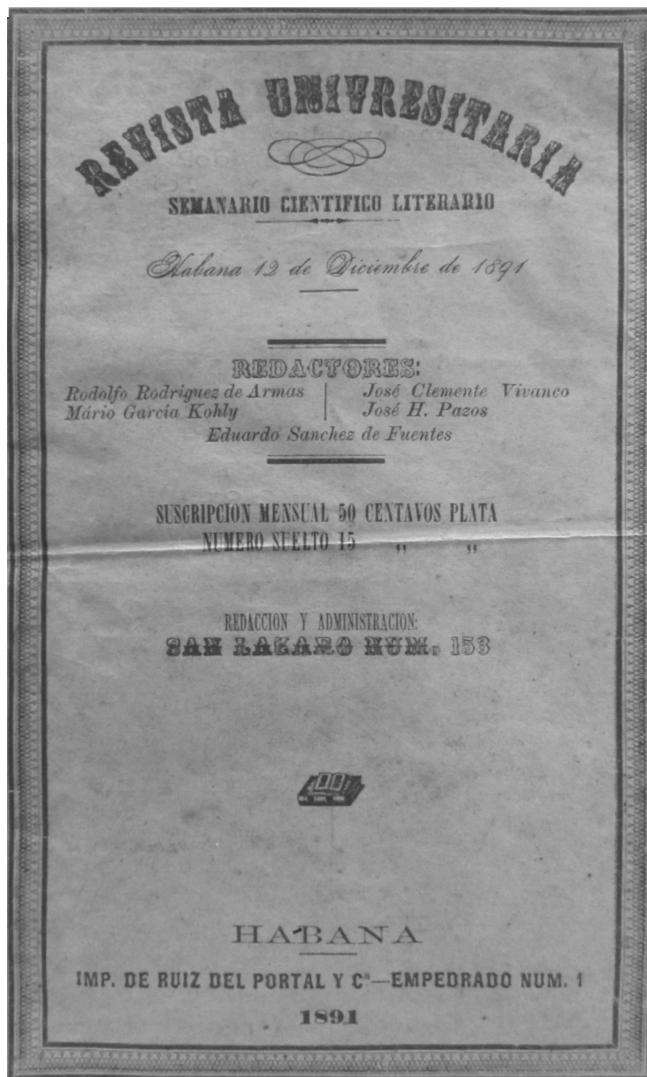 REVISTA UNIVRESITARIA
SEMANARIO CIENTIFICO LITERARIO
Habana 12 de Diciembre de 1891
REDACTORES:
Rodolfo Rodriguez de Armas
Mário García Kohly
José Clemente Vivanco
José H. Pazos
Eduardo Sanchez de Fuentes
SUSCRIPCION MENSUAL 50 CENTAVOS PLATA
NUMERO SUELTO 15 ,, ,,
REDACCION Y ADMINISTRACION:
SAN LAZARO NUM. 153
HABANA
IMP. DE RUIZ DEL PORTAL Y Cª—EMPEDRADO NUM. 1
1891